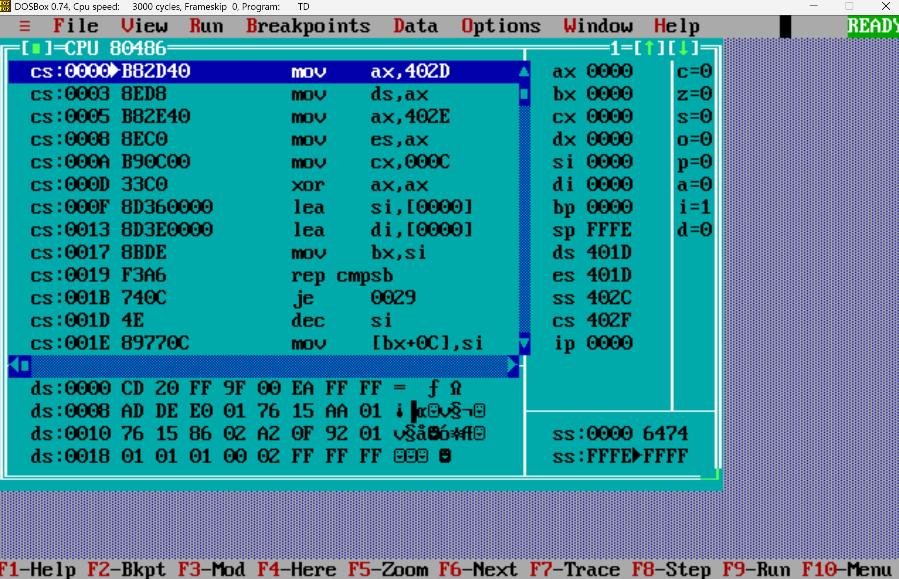 DOSBox 0.74, Cpu speed: 3000 cycles, Frameskip 0, Program: TD
≡ File View Run Breakpoints Data Options Window Help READY
[■]=CPU 80486 1=[↑][↓]
cs:0000►B82D40 mov ax,402D ax 0000 c=0
cs:0003 8ED8 mov ds,ax bx 0000 z=0
cs:0005 B82E40 mov ax,402E cx 0000 s=0
cs:0008 8EC0 mov es,ax dx 0000 o=0
cs:000A B90C00 mov cx,000C si 0000 p=0
cs:000D 33C0 xor ax,ax di 0000 a=0
cs:000F 8D360000 lea si,[0000] bp 0000 i=1
cs:0013 8D3E0000 lea di,[0000] sp FFFE d=0
cs:0017 8BDE mov bx,si ds 401D
cs:0019 F3A6 rep cmpsb es 401D
cs:001B 740C je 0029 ss 402C
cs:001D 4E dec si cs 402F
cs:001E 89770C mov [bx+0C],si ip 0000
ds:0000 CD 20 FF 9F 00 EA FF FF = ƒ Ω
ds:0008 AD DE E0 01 76 15 AA 01
ds:0010 76 15 86 02 A2 0F 92 01 ss:0000 6474
ds:0018 01 01 01 00 02 FF FF FF ss:FFFE►FFFF
F1-Help F2-Bkpt F3-Mod F4-Here F5-Zoom F6-Next F7-Trace F8-Step F9-Run F10-Menu